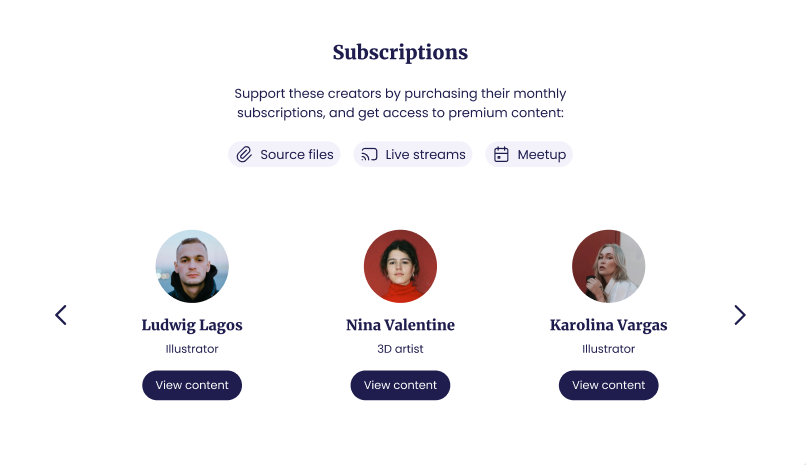 Subscriptions
Support these creators by purchasing their monthly
subscriptions, and get access to premium content:
Source files
Live streams
Meetup
Ludwig Lagos
Illustrator
View content
Nina Valentine
3D artist
View content
Karolina Vargas
Illustrator
View content